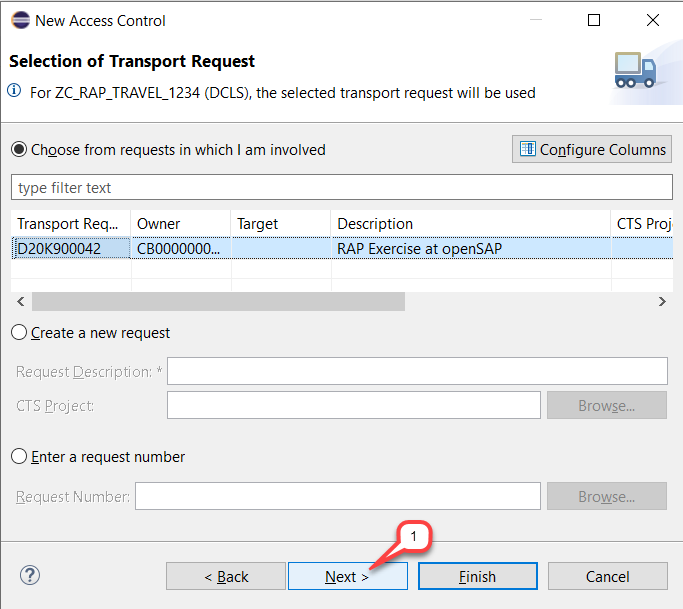 New Access Control
Selection of Transport Request
For ZC_RAP_TRAVEL_1234 (DCLS), the selected transport request will be used
Choose from requests in which I am involved
Configure Columns
type filter text
Transport Req... Owner Target Description CTS Proj
D20K900042 CB0000000... RAP Exercise at openSAP
Create a new request
Request Description: *
CTS Project:
Browse...
Enter a request number
Request Number:
Browse...
1
?
< Back
Next >
Finish
Cancel